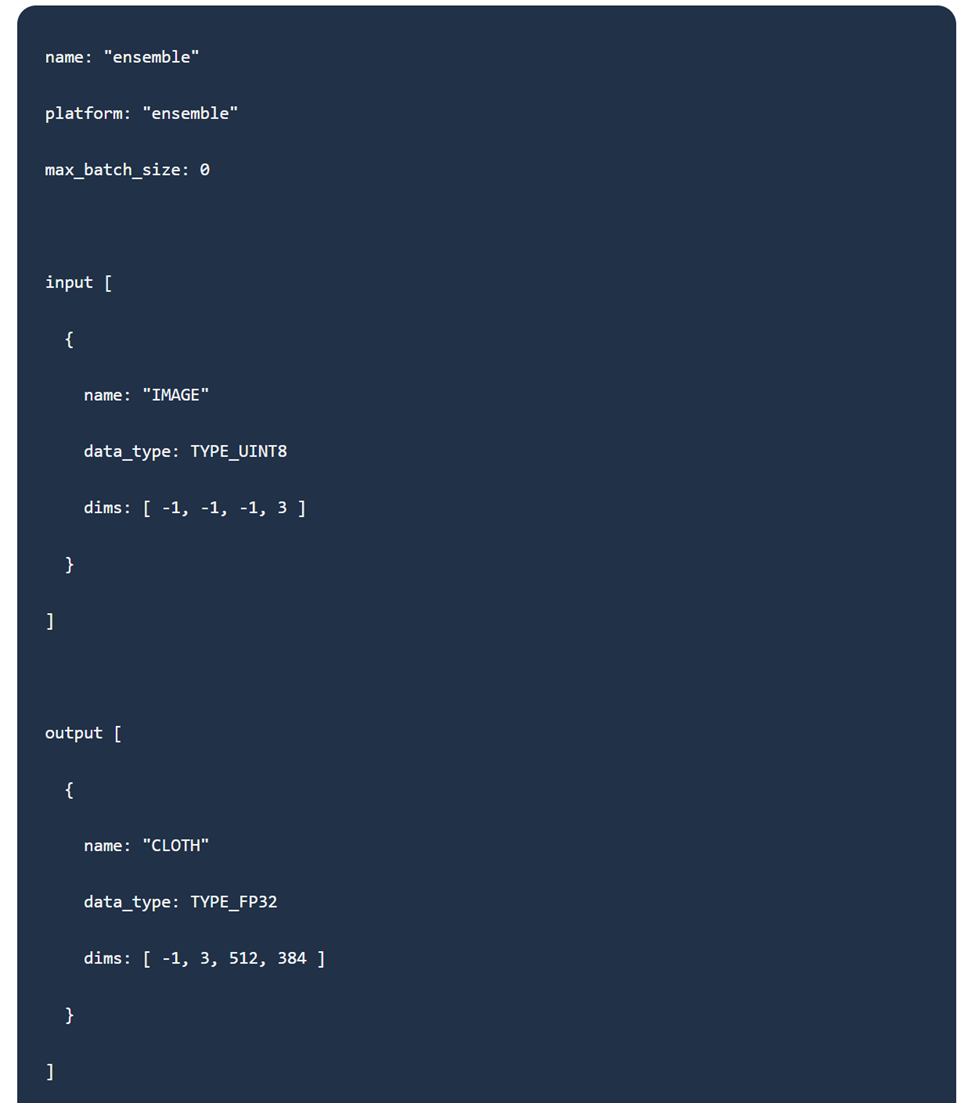 name: "ensemble"
platform: "ensemble"
max_batch_size: 0
input [
  {
    name: "IMAGE"
    data_type: TYPE_UINT8
    dims: [ -1, -1, -1, 3 ]
  }
]
output [
  {
    name: "CLOTH"
    data_type: TYPE_FP32
    dims: [ -1, 3, 512, 384 ]
  }
]